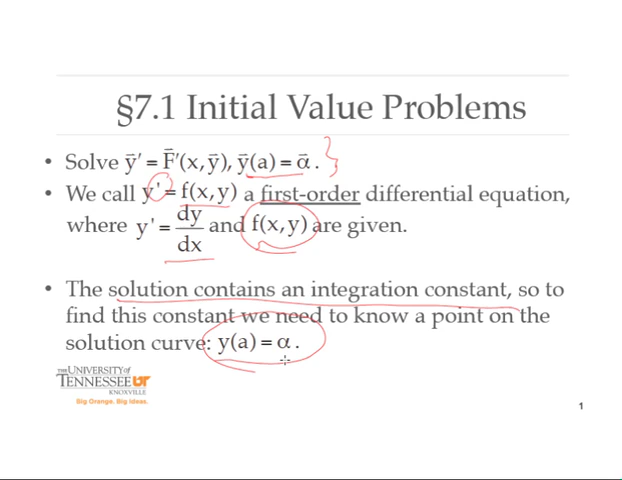 §7.1 Initial Value Problems
• Solve y⃗' = F⃗'(x,y⃗), y⃗(a) = α⃗ .
• We call y' = f(x,y) a first-order differential equation,
where y' = dy/dx and f(x,y) are given.
• The solution contains an integration constant, so to
find this constant we need to know a point on the
solution curve: y(a) = α .
THE UNIVERSITY of
TENNESSEE UT
KNOXVILLE
Big Orange. Big Ideas.
1